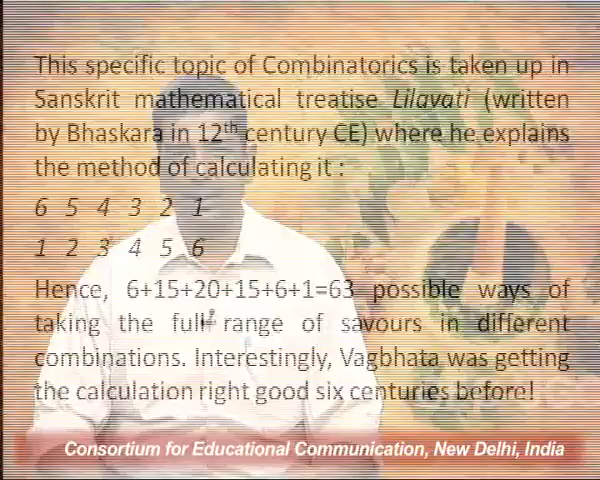 This specific topic of Combinatorics is taken up in
Sanskrit mathematical treatise Lilavati (written
by Bhaskara in 12th century CE) where he explains
the method of calculating it :
6 5 4 3 2 1
1 2 3 4 5 6
Hence, 6+15+20+15+6+1=63 possible ways of
taking the full range of savours in different
combinations. Interestingly, Vagbhata was getting
the calculation right good six centuries before!
Consortium for Educational Communication, New Delhi, India